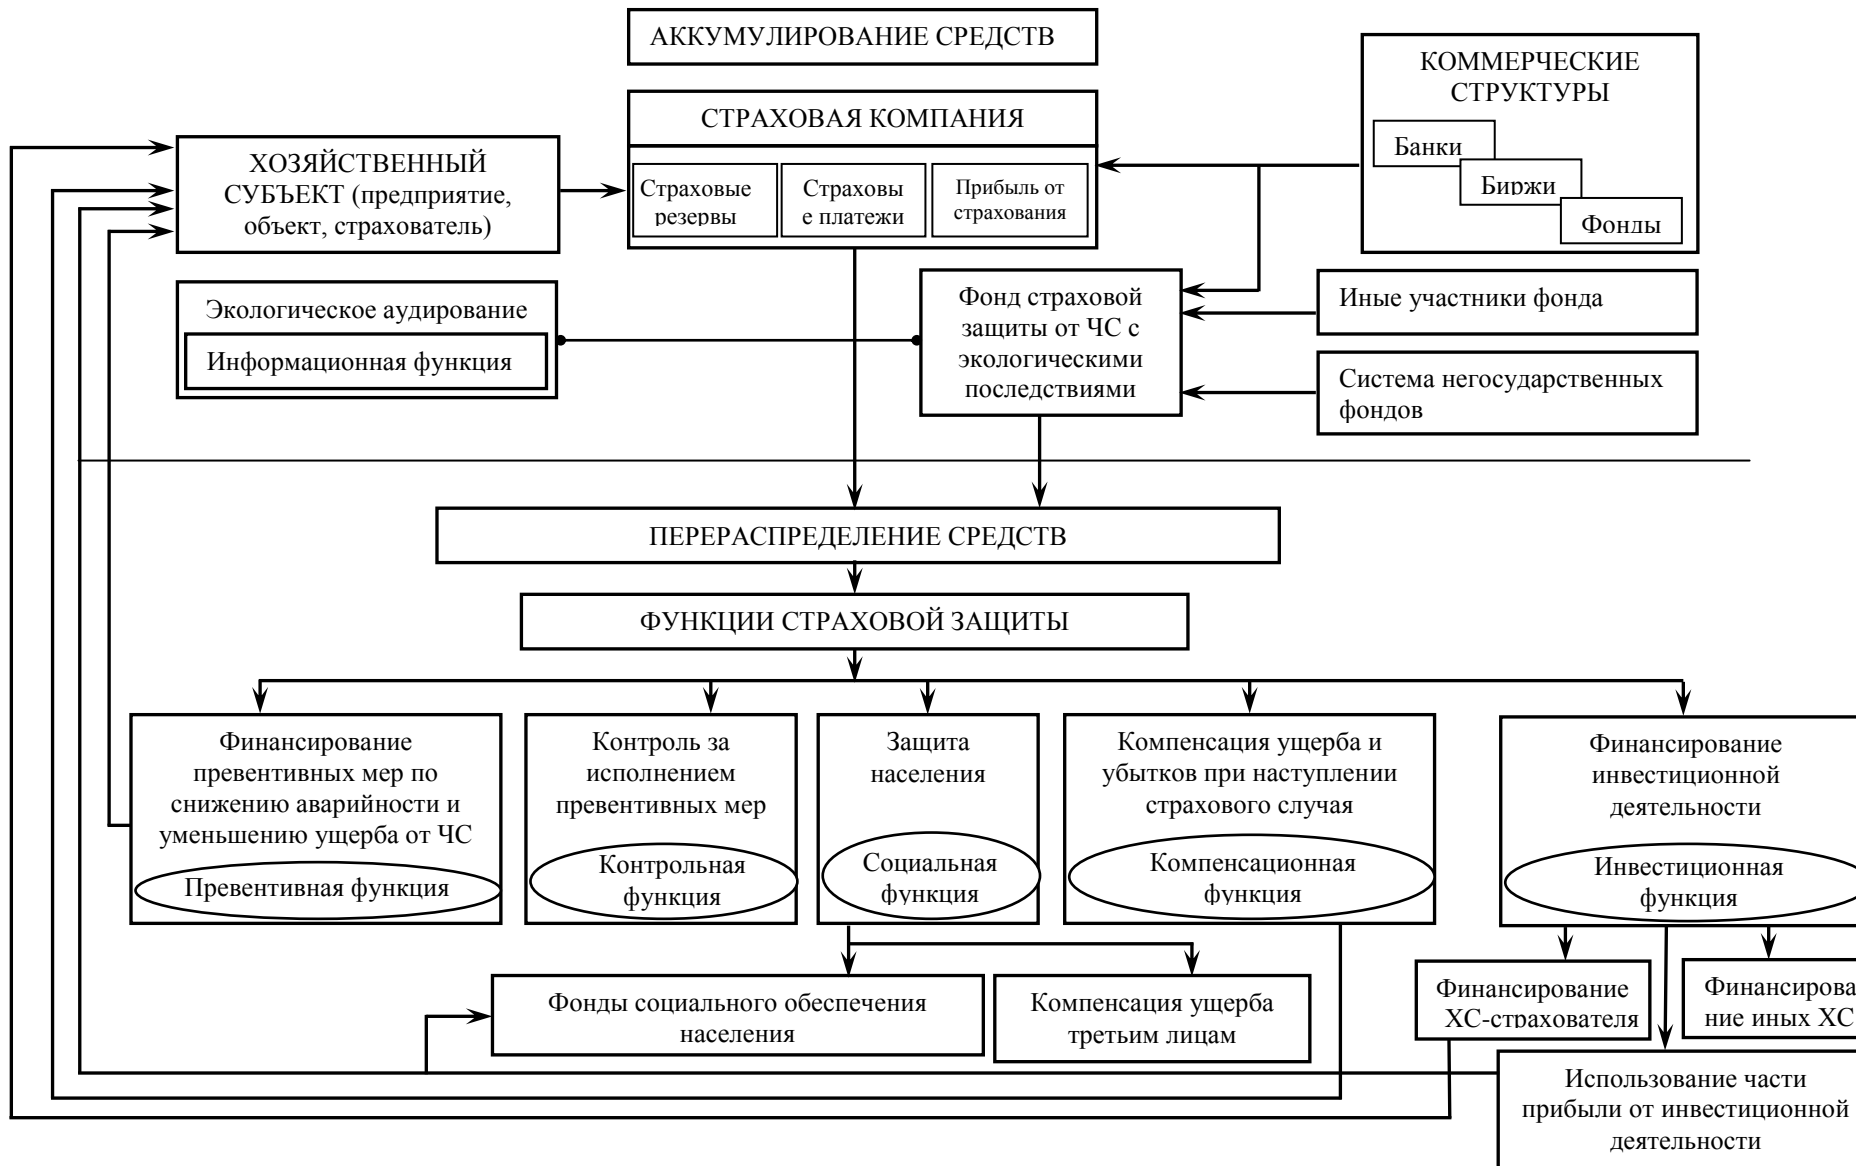 АККУМУЛИРОВАНИЕ СРЕДСТВ
КОММЕРЧЕСКИЕ
СТРУКТУРЫ
Банки
Биржи
Фонды
СТРАХОВАЯ КОМПАНИЯ
Страховые
резервы
Страховы
е платежи
Прибыль от
страхования
ХОЗЯЙСТВЕННЫЙ
СУБЪЕКТ (предприятие,
объект, страхователь)
Экологическое аудирование
Информационная функция
Фонд страховой
защиты от ЧС с
экологическими
последствиями
Иные участники фонда
Система негосударственных
фондов
ПЕРЕРАСПРЕДЕЛЕНИЕ СРЕДСТВ
ФУНКЦИИ СТРАХОВОЙ ЗАЩИТЫ
Финансирование
превентивных мер по
снижению аварийности и
уменьшению ущерба от ЧС
Превентивная функция
Контроль за
исполнением
превентивных мер
Контрольная
функция
Защита
населения
Социальная
функция
Компенсация ущерба и
убытков при наступлении
страхового случая
Компенсационная
функция
Финансирование
инвестиционной
деятельности
Инвестиционная
функция
Фонды социального обеспечения
населения
Компенсация ущерба
третьим лицам
Финансирование
ХС-страхователя
Финансирова
ние иных ХС
Использование части
прибыли от инвестиционной
деятельности